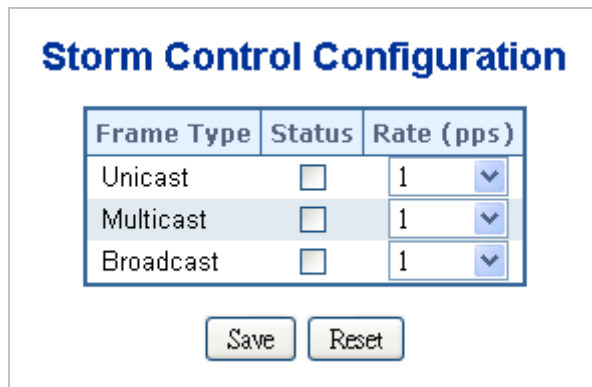 Storm Control Configuration
Frame Type Status Rate (pps)
Unicast 1
Multicast 1
Broadcast 1
Save Reset